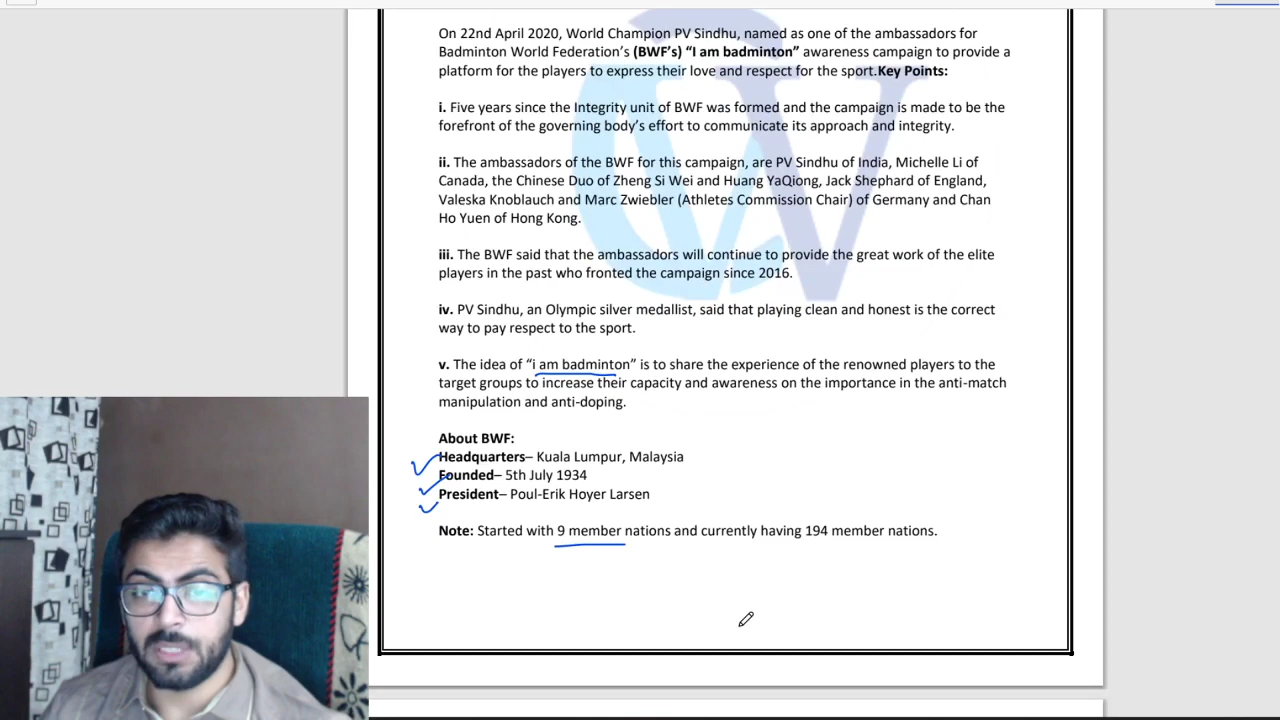 On 22nd April 2020, World Champion PV Sindhu, named as one of the ambassadors for
Badminton World Federation’s (BWF’s) “I am badminton” awareness campaign to provide a
platform for the players to express their love and respect for the sport.Key Points:
i. Five years since the Integrity unit of BWF was formed and the campaign is made to be the
forefront of the governing body’s effort to communicate its approach and integrity.
ii. The ambassadors of the BWF for this campaign, are PV Sindhu of India, Michelle Li of
Canada, the Chinese Duo of Zheng Si Wei and Huang YaQiong, Jack Shephard of England,
Valeska Knoblauch and Marc Zwiebler (Athletes Commission Chair) of Germany and Chan
Ho Yuen of Hong Kong.
iii. The BWF said that the ambassadors will continue to provide the great work of the elite
players in the past who fronted the campaign since 2016.
iv. PV Sindhu, an Olympic silver medallist, said that playing clean and honest is the correct
way to pay respect to the sport.
v. The idea of “i am badminton” is to share the experience of the renowned players to the
target groups to increase their capacity and awareness on the importance in the anti-match
manipulation and anti-doping.
About BWF:
Headquarters– Kuala Lumpur, Malaysia
Founded– 5th July 1934
President– Poul-Erik Hoyer Larsen
Note: Started with 9 member nations and currently having 194 member nations.